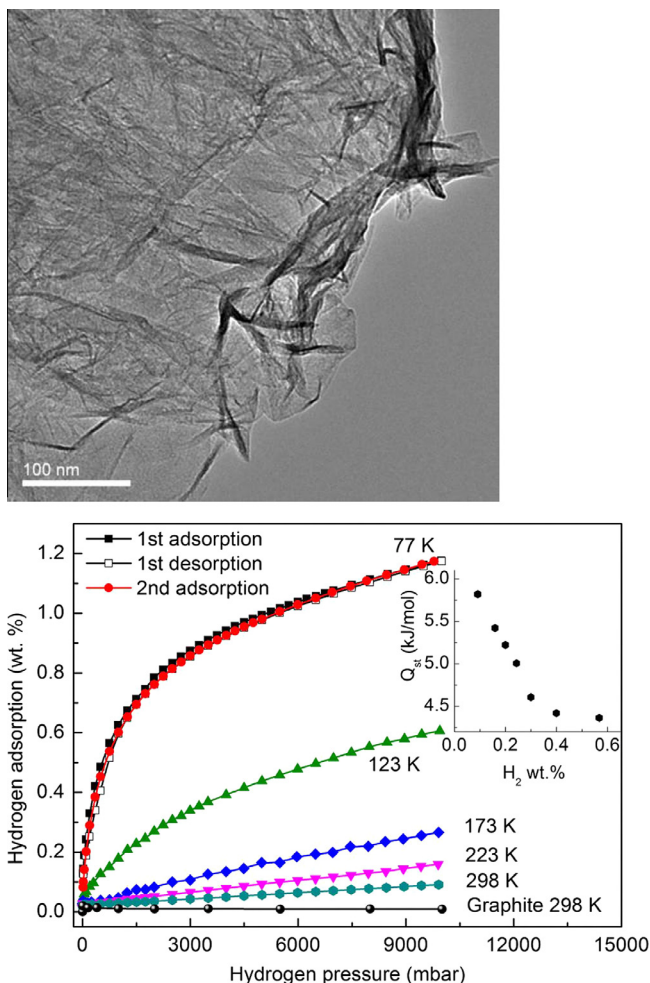 100 nm
1st adsorption
1st desorption
2nd adsorption
77 K
123 K
173 K
223 K
298 K
Graphite 298 K
Hydrogen adsorption (wt. %)
0.0
0.2
0.4
0.6
0.8
1.0
1.2
0
3000
6000
9000
12000
15000
Hydrogen pressure (mbar)
Qst (kJ/mol)
6.0
5.5
5.0
4.5
0.0
0.2
0.4
0.6
H2 wt.%